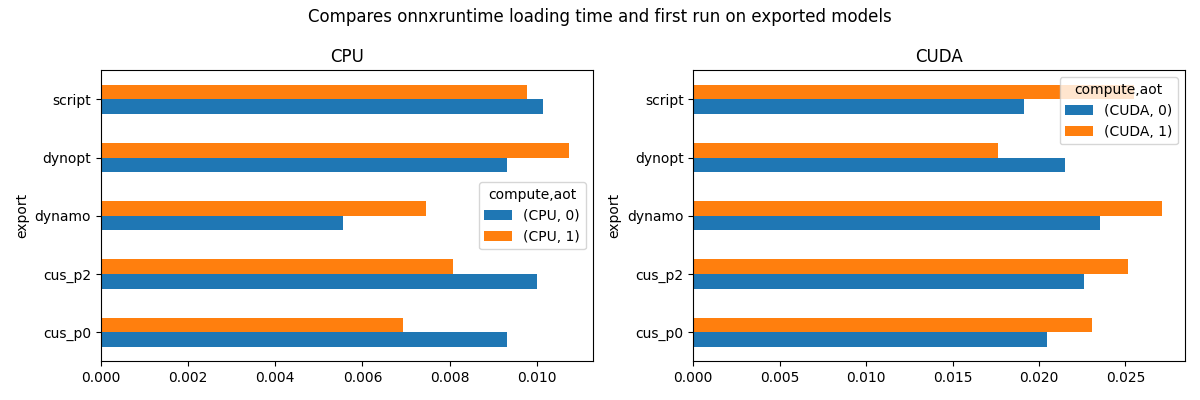 Compares onnxruntime loading time and first run on exported models
CPU
export
script
dynopt
dynamo
cus_p2
cus_p0
compute,aot
(CPU, 0)
(CPU, 1)
0.000 0.002 0.004 0.006 0.008 0.010
CUDA
export
script
dynopt
dynamo
cus_p2
cus_p0
compute,aot
(CUDA, 0)
(CUDA, 1)
0.000 0.005 0.010 0.015 0.020 0.025